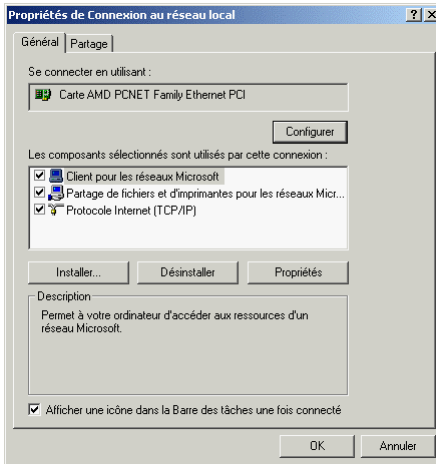 Propriétés de Connexion au réseau local
Général
Partage
Se connecter en utilisant :
Carte AMD PCNET Family Ethernet PCI
Configurer
Les composants sélectionnés sont utilisés par cette connexion :
Client pour les réseaux Microsoft
Partage de fichiers et d'imprimantes pour les réseaux Micr...
Protocole Internet (TCP/IP)
Installer...
Désinstaller
Propriétés
Description
Permet à votre ordinateur d'accéder aux ressources d'un
réseau Microsoft.
Afficher une icône dans la Barre des tâches une fois connecté
OK
Annuler